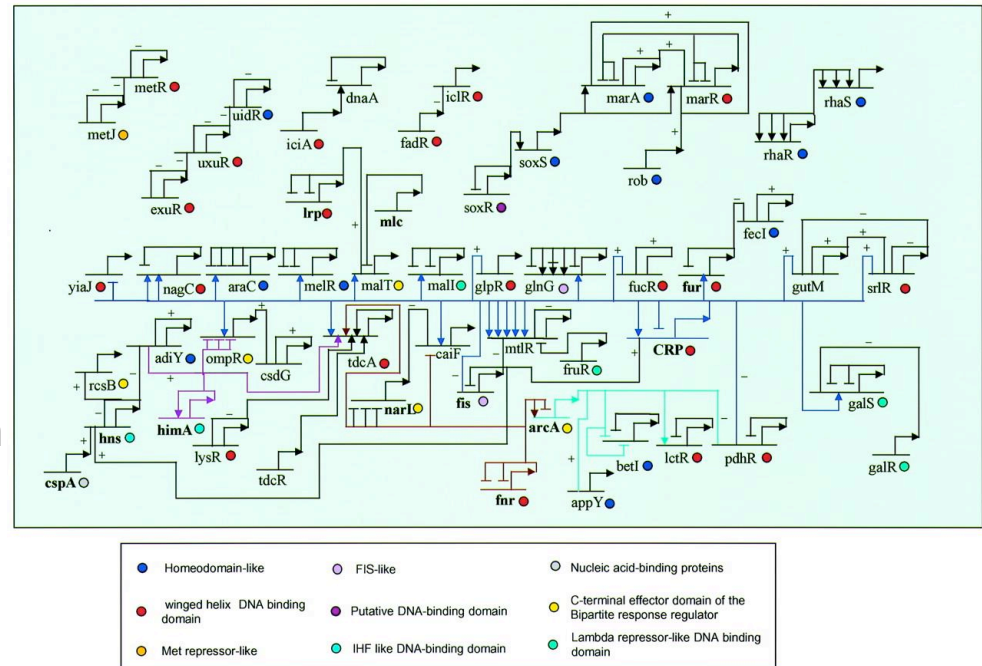 metR
metJ
uidR
uxuR
exuR
dnaA
iciA
iclR
fadR
lrp
mlc
marA
marR
soxS
soxR
rob
rhaS
rhaR
fecI
yiaJ
nagC
araC
melR
malT
malI
glpR
glnG
fucR
fur
gutM
srlR
adiY
ompR
csdG
tdcA
caiF
mtlR
fruR
CRP
rcsB
hns
himA
lysR
tdcR
narL
fis
arcA
fnr
cspA
betI
appY
lctR
pdhR
galS
galR
Homeodomain-like
FIS-like
Nucleic acid-binding proteins
winged helix DNA binding
domain
Putative DNA-binding domain
C-terminal effector domain of the
Bipartite response regulator
Met repressor-like
IHF like DNA-binding domain
Lambda repressor-like DNA binding
domain